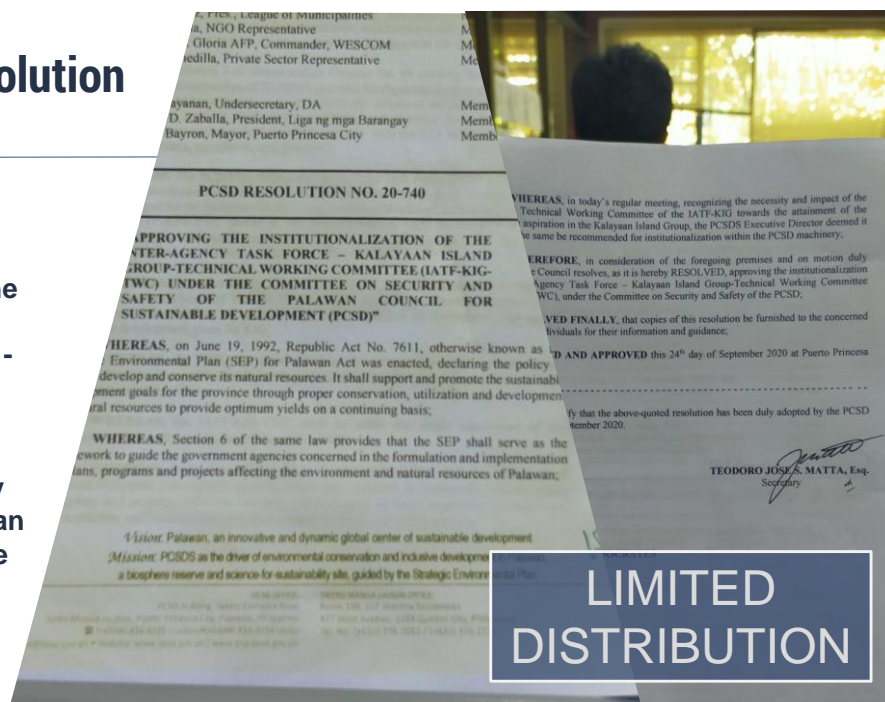 olution
he
-
y
an
e
, Pres., League of Municipalities
a, NGO Representative
Gloria AFP, Commander, WESCOM
edilla, Private Sector Representative
ayanan, Undersecretary, DA
D. Zaballa, President, Liga ng mga Barangay
Bayron, Mayor, Puerto Princesa City
Mem
Memb
Membe
PCSD RESOLUTION NO. 20-740
APPROVING THE INSTITUTIONALIZATION OF THE
NTER-AGENCY TASK FORCE – KALAYAAN ISLAND
GROUP-TECHNICAL WORKING COMMITTEE (IATF-KIG-
TWC) UNDER THE COMMITTEE ON SECURITY AND
SAFETY OF THE PALAWAN COUNCIL FOR
SUSTAINABLE DEVELOPMENT (PCSD)"
HEREAS, on June 19, 1992, Republic Act No. 7611, otherwise known as
Environmental Plan (SEP) for Palawan Act was enacted, declaring the policy
develop and conserve its natural resources. It shall support and promote the sustainabi
pment goals for the province through proper conservation, utilization and developmen
ral resources to provide optimum yields on a continuing basis;
WHEREAS, Section 6 of the same law provides that the SEP shall serve as the
ework to guide the government agencies concerned in the formulation and implementation
ans, programs and projects affecting the environment and natural resources of Palawan;
Vision: Palawan, an innovative and dynamic global center of sustainable development
Mission: PCSDS as the driver of environmental conservation and inclusive development in Palawan,
a biosphere reserve and science-for-sustainability site, guided by the Strategic Environmental Plan
WHEREAS, in today's regular meeting, recognizing the necessity and impact of the
Technical Working Committee of the IATF-KIG towards the attainment of the
aspiration in the Kalayaan Island Group, the PCSDS Executive Director deemed it
he same be recommended for institutionalization within the PCSD machinery;
EREFORE, in consideration of the foregoing premises and on motion duly
e Council resolves, as it is hereby RESOLVED, approving the institutionalization
Agency Task Force – Kalayaan Island Group-Technical Working Committee
WC), under the Committee on Security and Safety of the PCSD;
VED FINALLY, that copies of this resolution be furnished to the concerned
dividuals for their information and guidance;
D AND APPROVED this 24th day of September 2020 at Puerto Princesa
fy that the above-quoted resolution has been duly adopted by the PCSD
tember 2020.
TEODORO JOSE S. MATTA, Esq.
Secretary
LIMITED
DISTRIBUTION